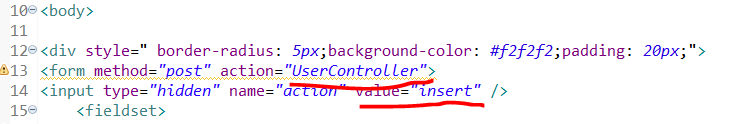 10 <body>
11
12 <div style=" border-radius: 5px;background-color: #f2f2f2;padding: 20px;">
13 <form method="post" action="UserController">
14 <input type="hidden" name="action" value="insert" />
15 <fieldset>